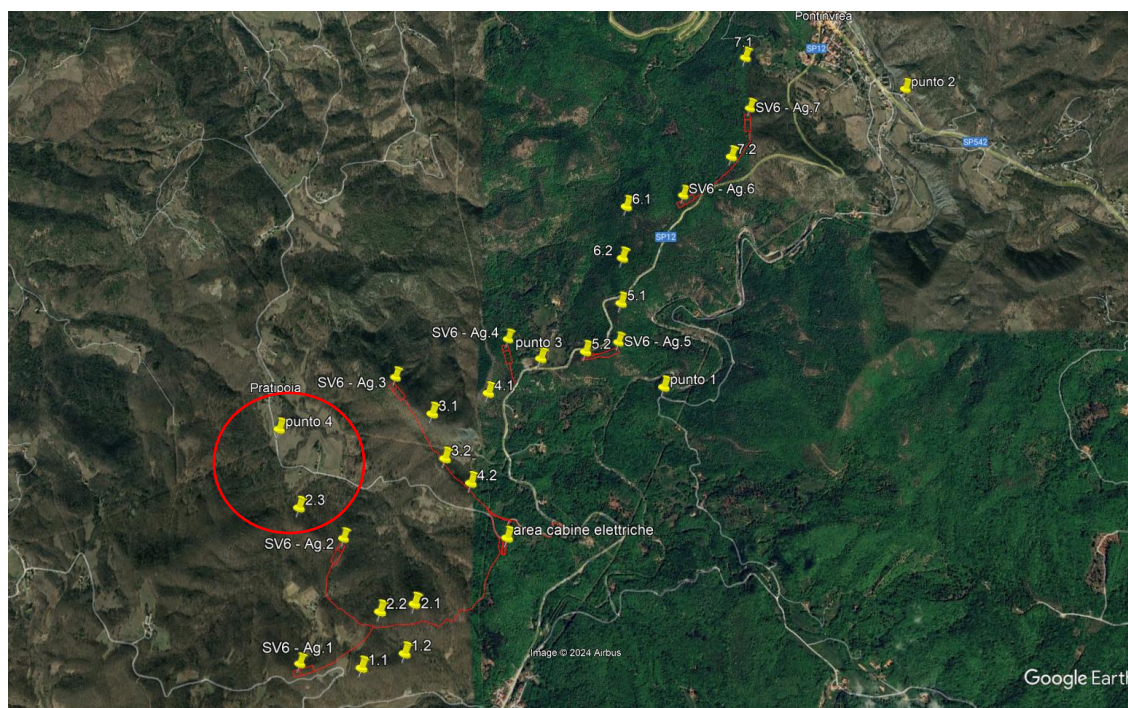 Pontinvrea
7.1
SP12
punto 2
SV6 - Ag.7
SP542
7.2
SV6 - Ag.6
6.1
SP12
6.2
5.1
SV6 - Ag.4
punto 3
5.2
SV6 - Ag.5
SV6 - Ag.3
punto 1
Pratipoia
4.1
3.1
punto 4
3.2
4.2
2.3
area cabine elettriche
SV6 - Ag.2
2.2
2.1
SV6 - Ag.1
1.1
1.2
Image © 2024 Airbus
Google Earth